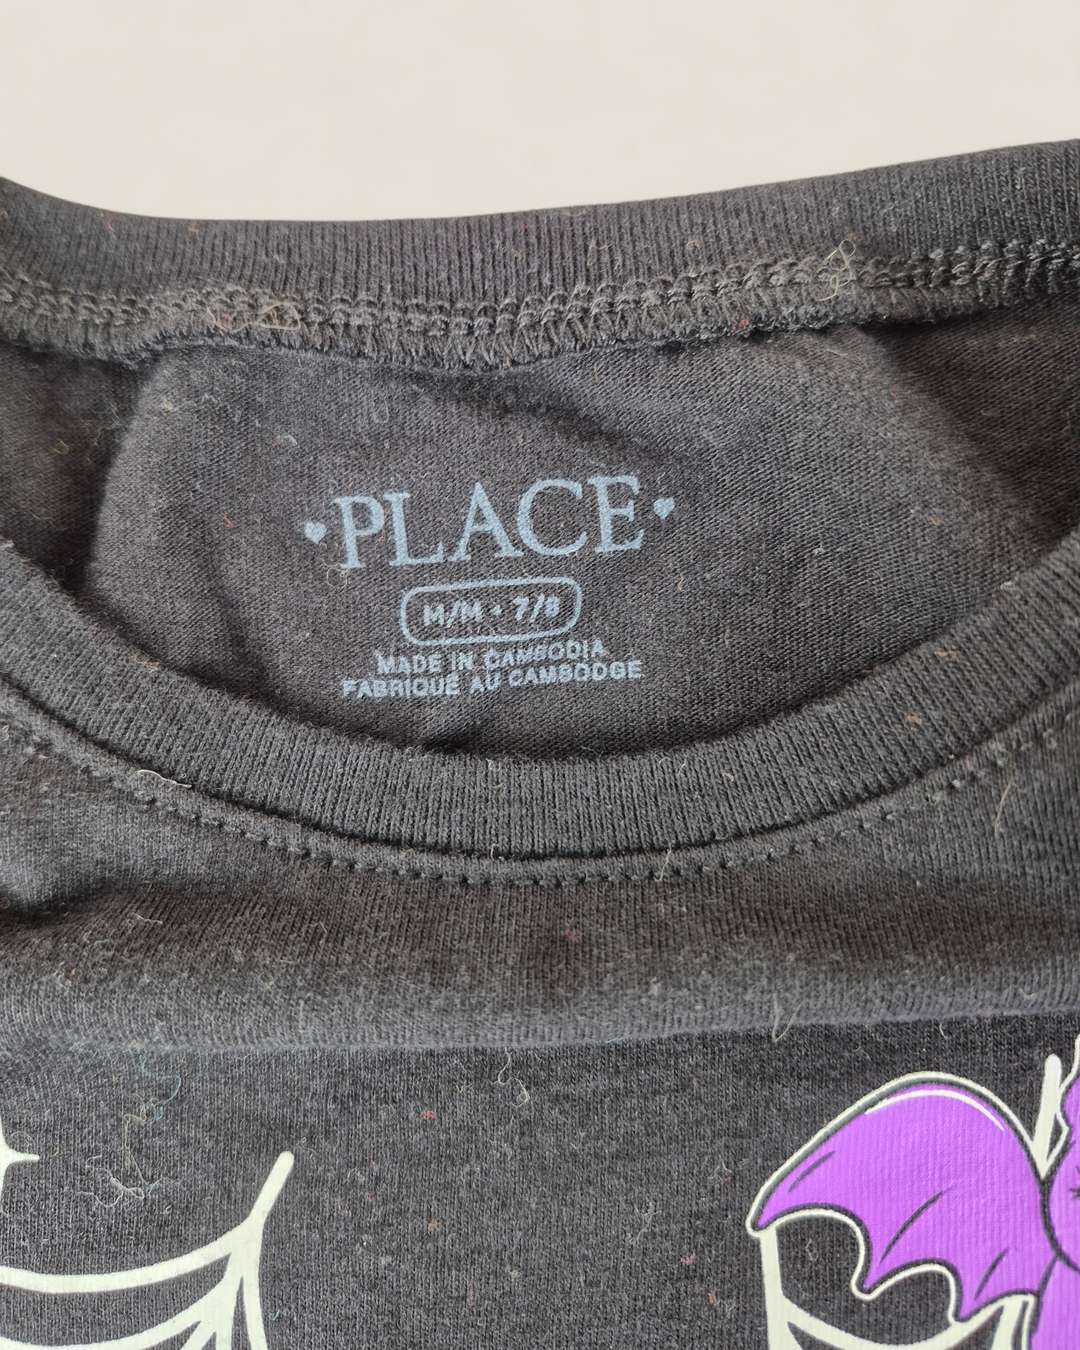 PLACE
M/M • 7/8
MADE IN CAMBODIA
FABRIQUÉ AU CAMBODGE